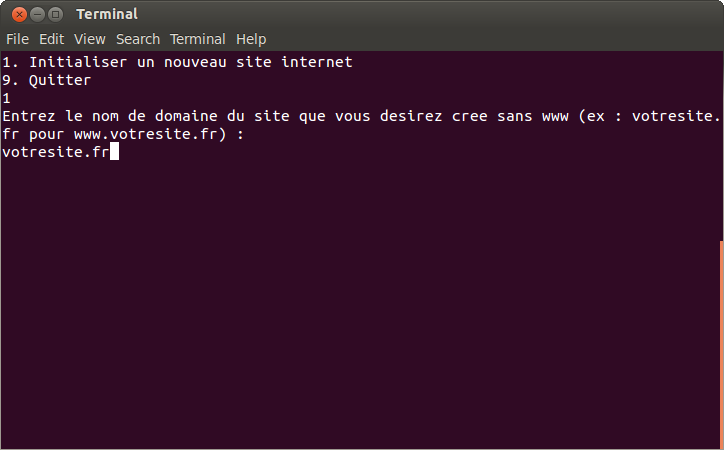 Terminal
File Edit View Search Terminal Help
1. Initialiser un nouveau site internet
9. Quitter
1
Entrez le nom de domaine du site que vous desirez cree sans www (ex : votresite.
fr pour www.votresite.fr) :
votresite.fr